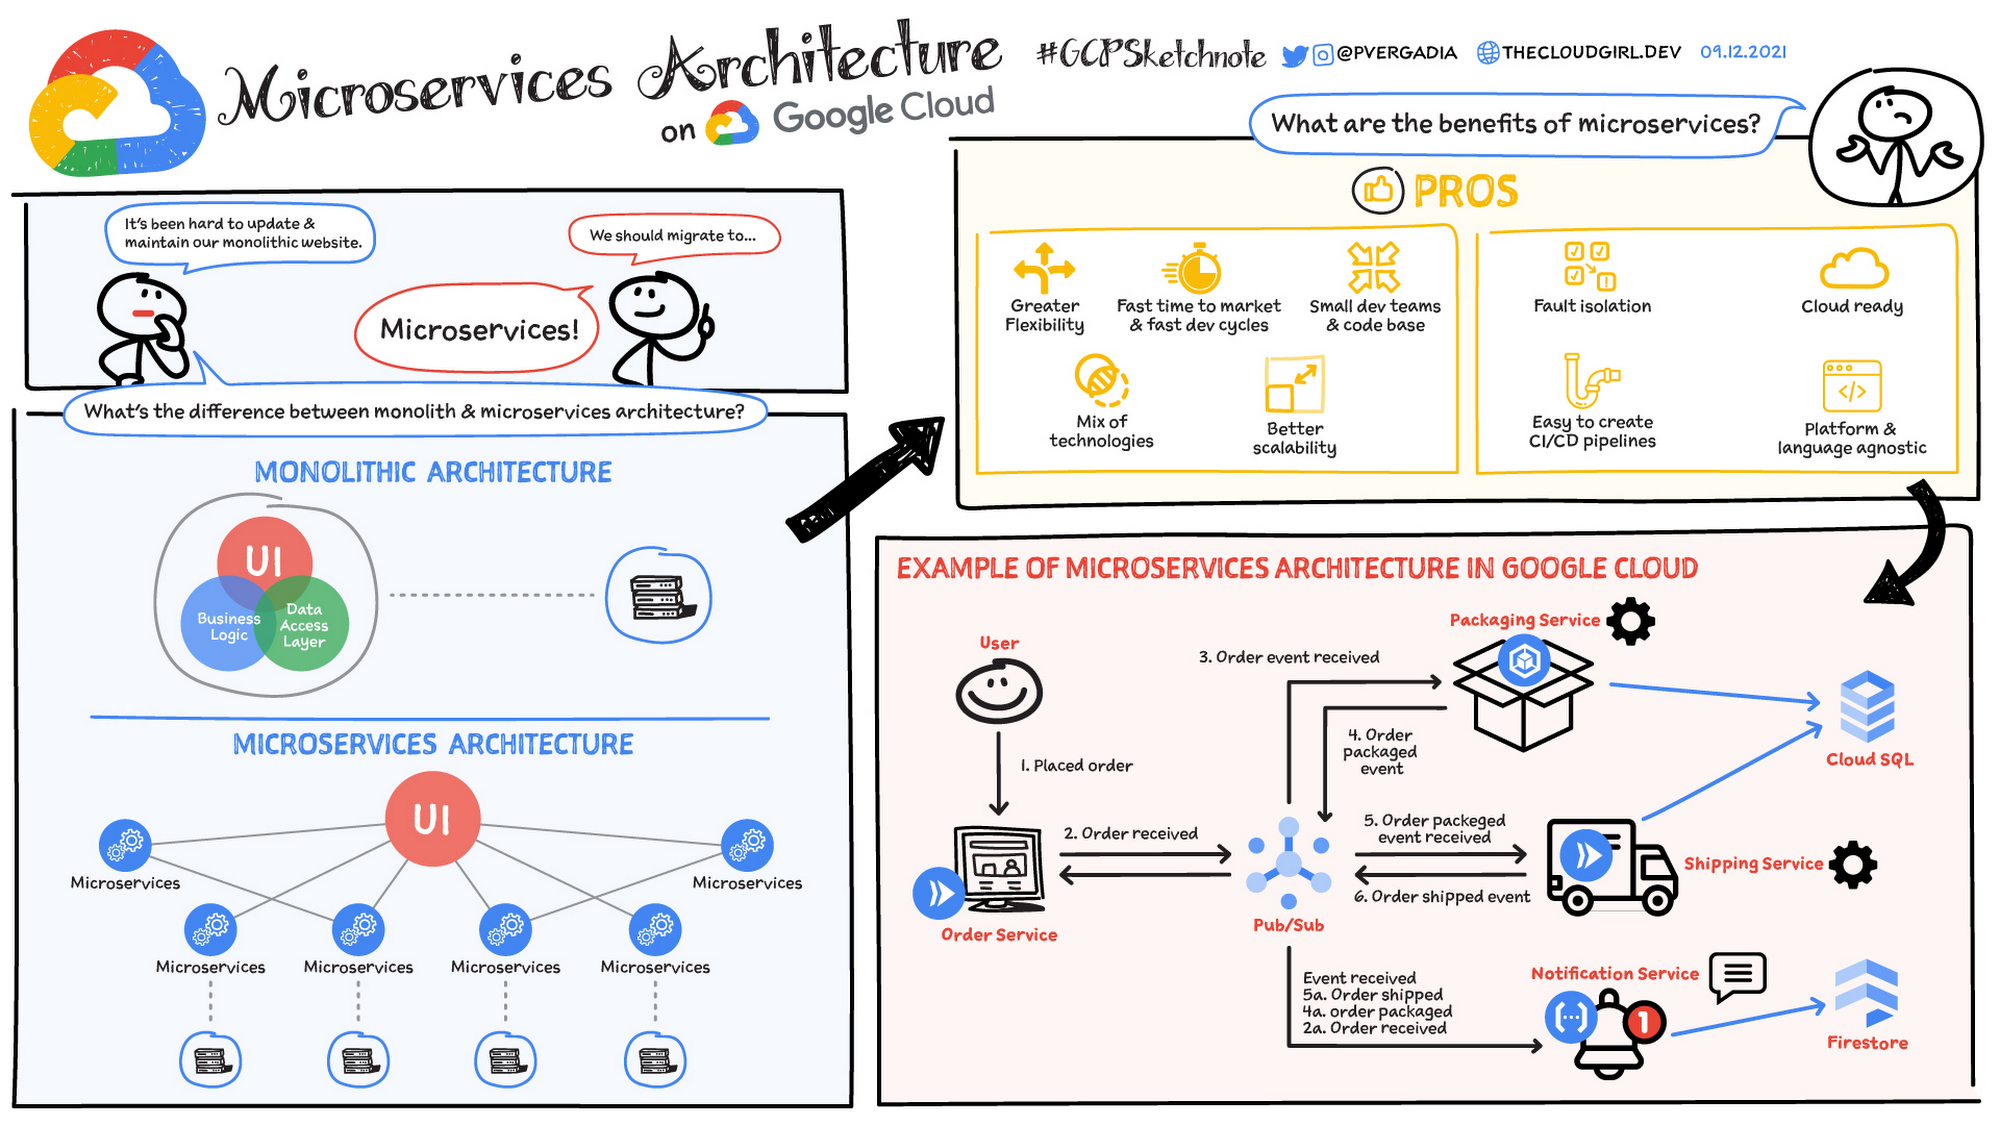 Microservices Architecture
on Google Cloud
#GCPSketchnote @PVERGADIA THECLOUDGIRL.DEV 09.12.2021
It's been hard to update &
maintain our monolithic website.
We should migrate to...
Microservices!
What's the difference between monolith & microservices architecture?
MONOLITHIC ARCHITECTURE
UI
Business
Logic
Data
Access
Layer
MICROSERVICES ARCHITECTURE
UI
Microservices
Microservices
Microservices
Microservices
Microservices
Microservices
What are the benefits of microservices?
PROS
Greater
Flexibility
Fast time to market
& fast dev cycles
Small dev teams
& code base
Mix of
technologies
Better
scalability
Fault isolation
Cloud ready
Easy to create
CI/CD pipelines
Platform &
language agnostic
EXAMPLE OF MICROSERVICES ARCHITECTURE IN GOOGLE CLOUD
User
1. Placed order
Order Service
2. Order received
Pub/Sub
3. Order event received
Packaging Service
4. Order
packaged
event
5. Order packeged
event received
6. Order shipped event
Shipping Service
Cloud SQL
Event received
5a. Order shipped
4a. order packaged
2a. Order received
Notification Service
1
Firestore